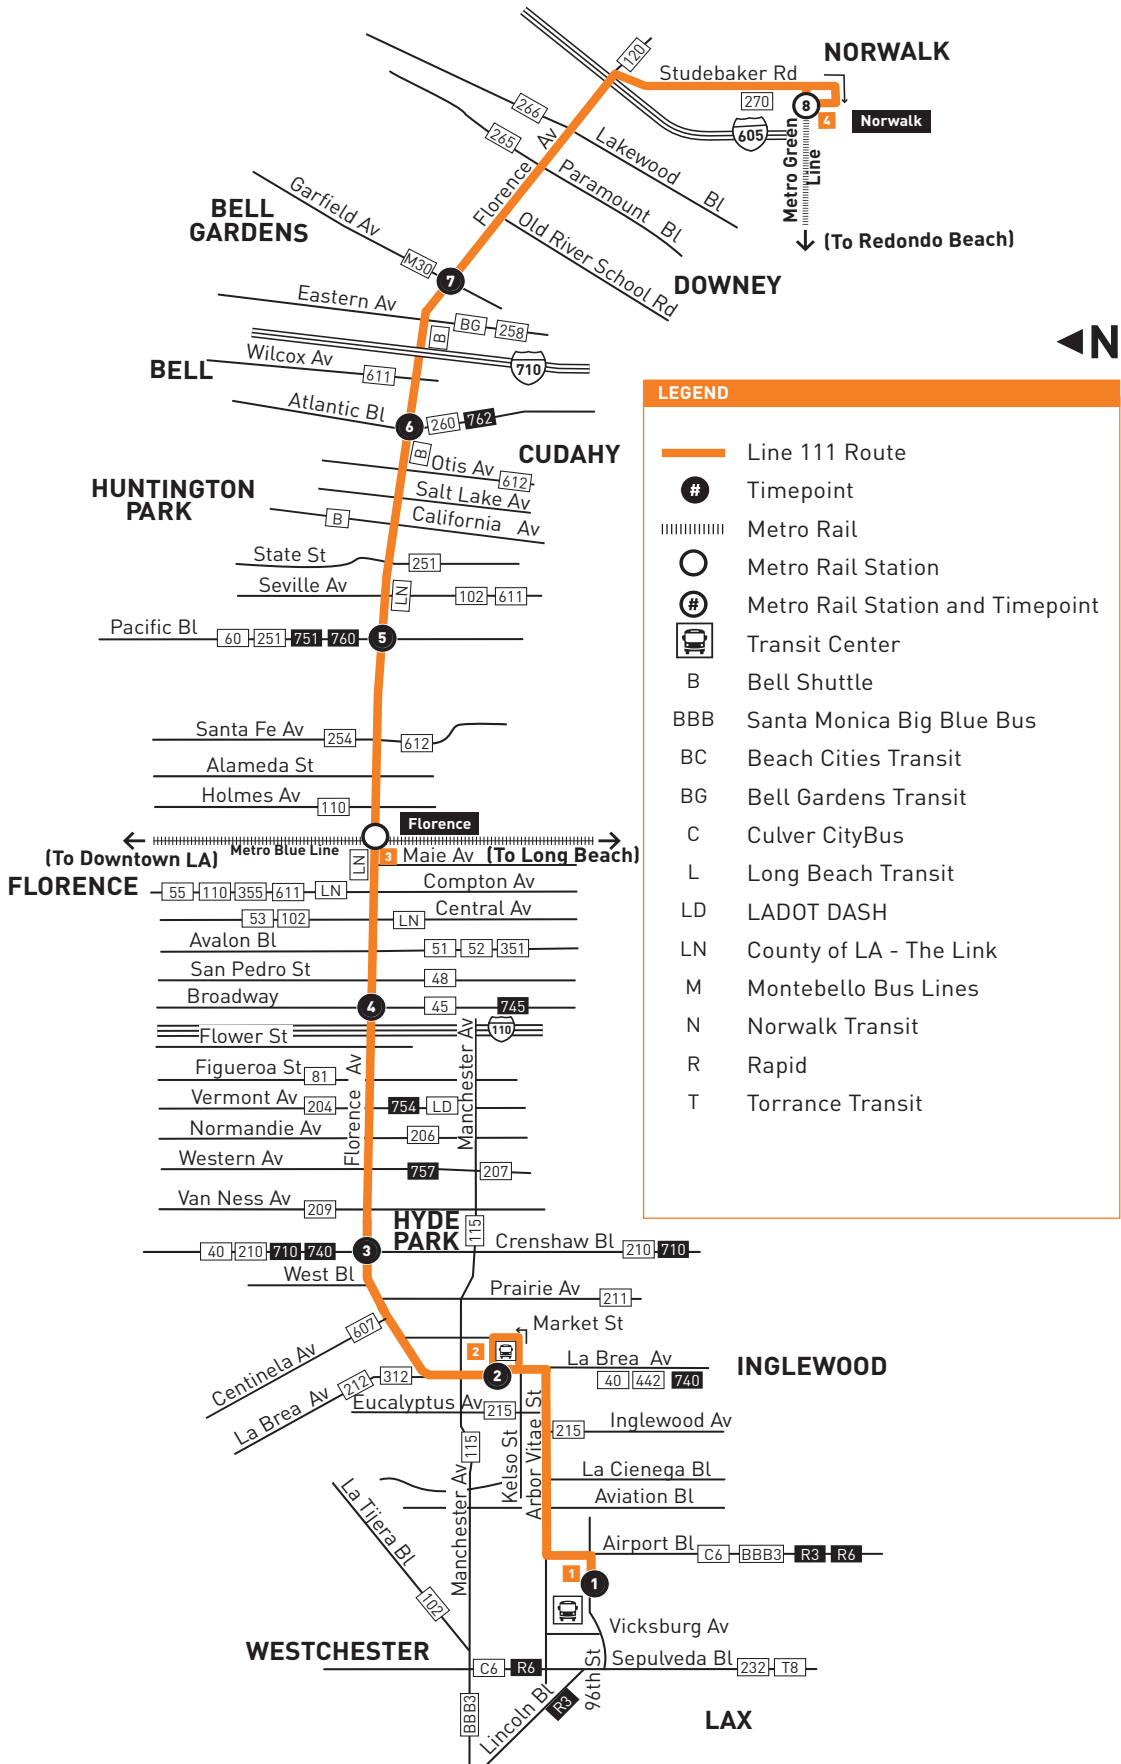 NORWALK
120
Studebaker Rd
270
8
4
Norwalk
605
266
265
Lakewood Bl
Paramount Bl
Florence Av
Metro Green Line
(To Redondo Beach)
Garfield Av
BELL
GARDENS
M30
7
Old River School Rd
DOWNEY
Eastern Av
BG
258
B
N
Wilcox Av
710
BELL
611
Atlantic Bl
6
260
762
B
CUDAHY
Otis Av
612
HUNTINGTON
PARK
Salt Lake Av
B
California Av
State St
251
Seville Av
LN
102
611
Pacific Bl
60
251
751
760
5
Santa Fe Av
254
612
Alameda St
Holmes Av
110
Florence
Metro Blue Line
(To Downtown LA)
(To Long Beach)
LN
3
Maie Av
FLORENCE
55
110
355
611
LN
Compton Av
53
102
LN
Central Av
Avalon Bl
51
52
351
San Pedro St
48
Broadway
4
45
745
110
Flower St
Figueroa St
81
Florence Av
Manchester Av
Vermont Av
204
754
LD
Normandie Av
206
Western Av
757
207
Van Ness Av
209
HYDE
PARK
115
40
210
710
740
3
Crenshaw Bl
210
710
West Bl
Prairie Av
211
607
Market St
Centinela Av
2
2
La Brea Av
40
442
740
INGLEWOOD
212
312
La Brea Av
Eucalyptus Av
215
215
Inglewood Av
115
Kelso St
Arbor Vitae St
La Cienega Bl
Aviation Bl
La Tijera Bl
Manchester Av
Airport Bl
C6
BBB3
R3
R6
1
1
102
Vicksburg Av
WESTCHESTER
C6
R6
Sepulveda Bl
232
T8
96th St
BBB3
Lincoln Bl
R3
LAX
LEGEND
Line 111 Route
# Timepoint
Metro Rail
Metro Rail Station
# Metro Rail Station and Timepoint
Transit Center
B Bell Shuttle
BBB Santa Monica Big Blue Bus
BC Beach Cities Transit
BG Bell Gardens Transit
C Culver CityBus
L Long Beach Transit
LD LADOT DASH
LN County of LA - The Link
M Montebello Bus Lines
N Norwalk Transit
R Rapid
T Torrance Transit